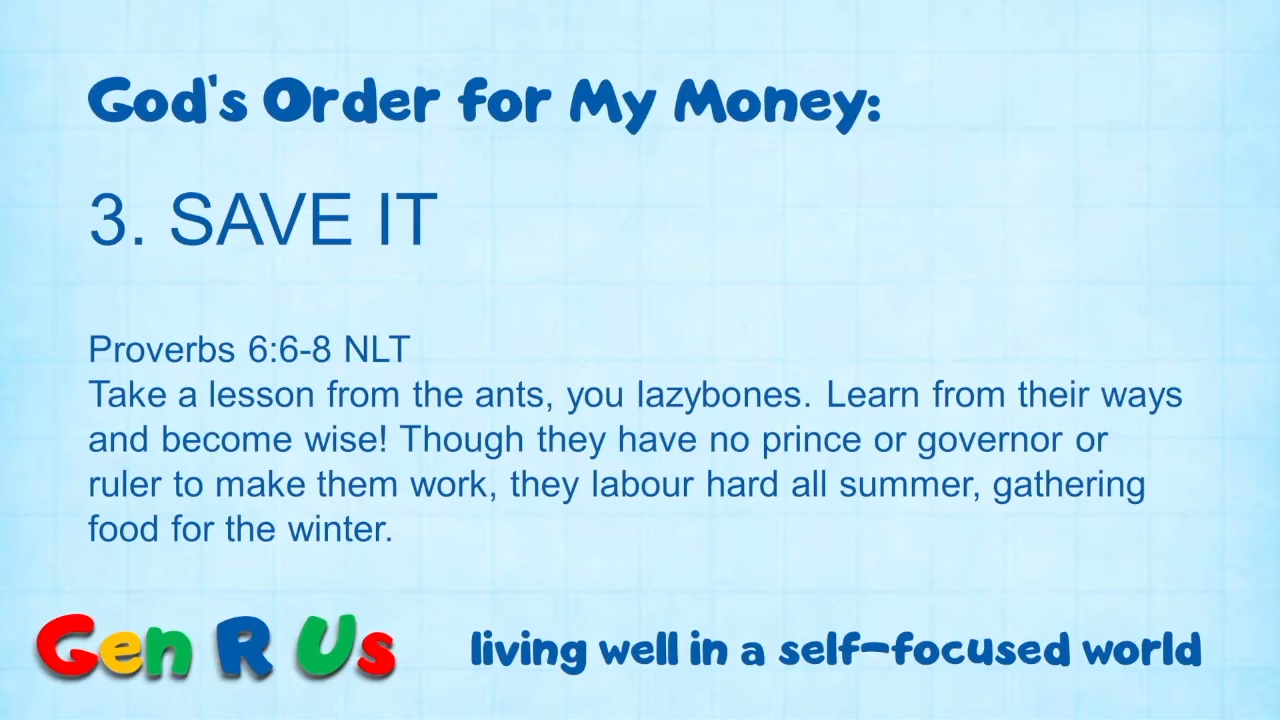 God's Order for My Money:
3. SAVE IT
Proverbs 6:6-8 NLT
Take a lesson from the ants, you lazybones. Learn from their ways
and become wise! Though they have no prince or governor or
ruler to make them work, they labour hard all summer, gathering
food for the winter.
Gen R Us
living well in a self-focused world